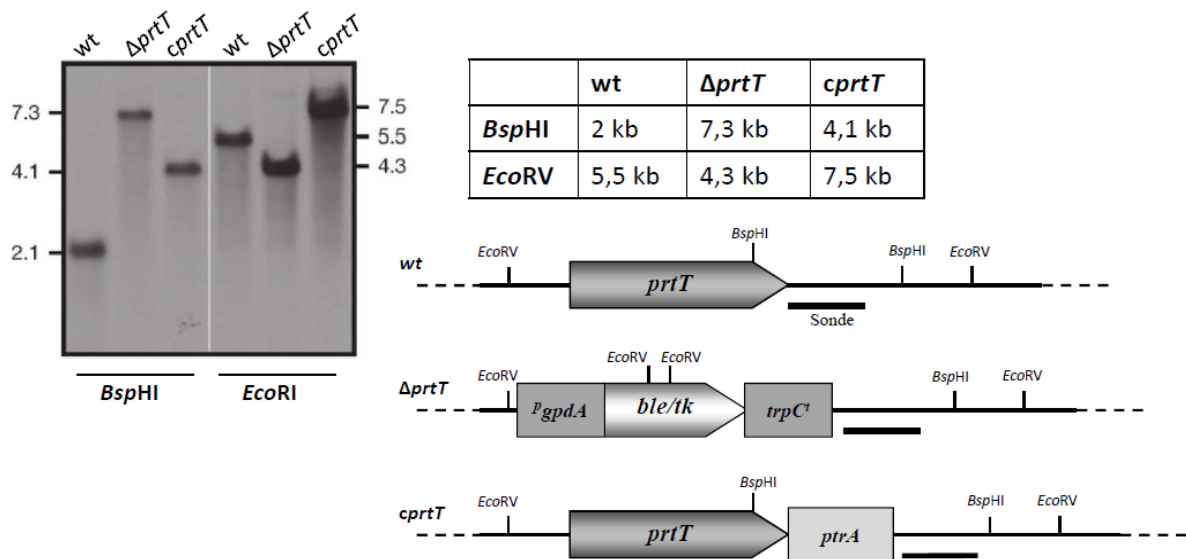 wt ΔprtT cprtT wt ΔprtT cprtT
7.3
4.1
2.1
7.5
5.5
4.3
BspHI EcoRI
wt ΔprtT cprtT
BspHI 2 kb 7,3 kb 4,1 kb
EcoRV 5,5 kb 4,3 kb 7,5 kb
wt
EcoRV BspHI BspHI EcoRV
prtT
Sonde
ΔprtT
EcoRV EcoRV EcoRV BspHI EcoRV
PgpdA ble/tk trpCt
cprtT
EcoRV BspHI BspHI EcoRV
prtT ptrA